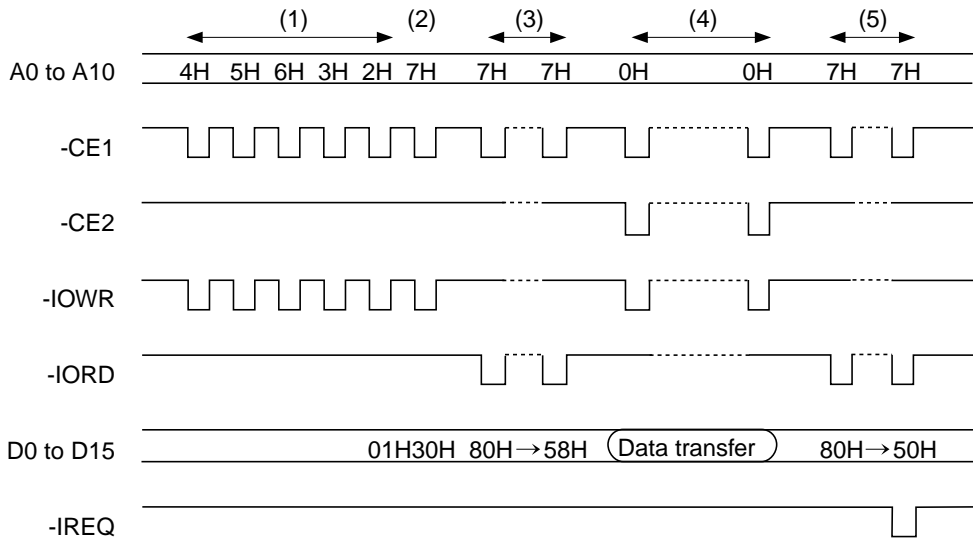 (1) (2) (3) (4) (5)
A0 to A10 4H 5H 6H 3H 2H 7H 7H 7H 0H 0H 7H 7H
-CE1
-CE2
-IOWR
-IORD
D0 to D15 01H30H 80H→58H Data transfer 80H→50H
-IREQ